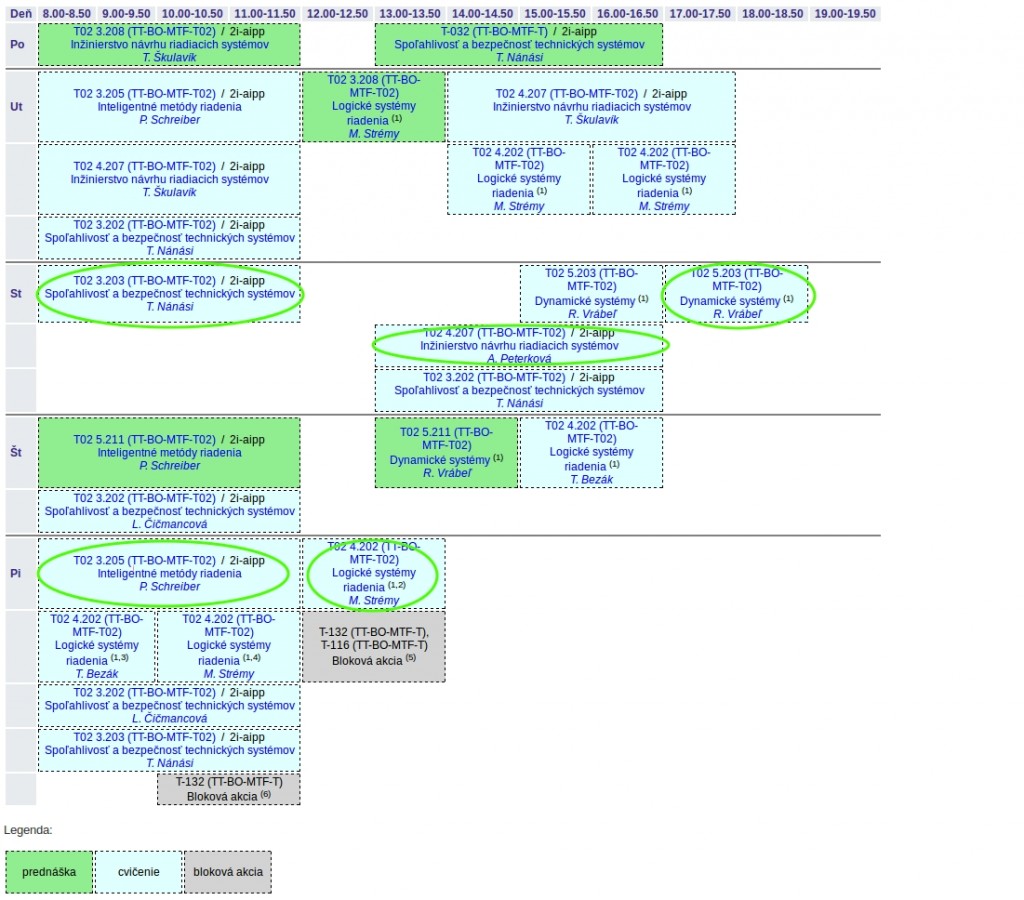 Deň 8.00-8.50 9.00-9.50 10.00-10.50 11.00-11.50 12.00-12.50 13.00-13.50 14.00-14.50 15.00-15.50 16.00-16.50 17.00-17.50 18.00-18.50 19.00-19.50
Po
T02 3.208 (TT-BO-MTF-T02) / 2i-aipp
Inžinierstvo návrhu riadiacich systémov
T. Škulavík
T-032 (TT-BO-MTF-T) / 2i-aipp
Spoľahlivosť a bezpečnosť technických systémov
T. Nánási
Ut
T02 3.205 (TT-BO-MTF-T02) / 2i-aipp
Inteligentné metódy riadenia
P. Schreiber
T02 3.208 (TT-BO-
MTF-T02)
Logické systémy
riadenia (1)
M. Strémy
T02 4.207 (TT-BO-MTF-T02) / 2i-aipp
Inžinierstvo návrhu riadiacich systémov
T. Škulavík
T02 4.207 (TT-BO-MTF-T02) / 2i-aipp
Inžinierstvo návrhu riadiacich systémov
T. Škulavík
T02 4.202 (TT-BO-
MTF-T02)
Logické systémy
riadenia (1)
M. Strémy
T02 4.202 (TT-BO-
MTF-T02)
Logické systémy
riadenia (1)
M. Strémy
T02 3.202 (TT-BO-MTF-T02) / 2i-aipp
Spoľahlivosť a bezpečnosť technických systémov
T. Nánási
St
T02 3.203 (TT-BO-MTF-T02) / 2i-aipp
Spoľahlivosť a bezpečnosť technických systémov
T. Nánási
T02 5.203 (TT-BO-
MTF-T02)
Dynamické systémy (1)
R. Vrábeľ
T02 5.203 (TT-BO-
MTF-T02)
Dynamické systémy (1)
R. Vrábeľ
T02 4.207 (TT-BO-MTF-T02) / 2i-aipp
Inžinierstvo návrhu riadiacich systémov
A. Peterková
T02 3.202 (TT-BO-MTF-T02) / 2i-aipp
Spoľahlivosť a bezpečnosť technických systémov
T. Nánási
Št
T02 5.211 (TT-BO-MTF-T02) / 2i-aipp
Inteligentné metódy riadenia
P. Schreiber
T02 5.211 (TT-BO-
MTF-T02)
Dynamické systémy (1)
R. Vrábeľ
T02 4.202 (TT-BO-
MTF-T02)
Logické systémy
riadenia (1)
T. Bezák
T02 3.202 (TT-BO-MTF-T02) / 2i-aipp
Spoľahlivosť a bezpečnosť technických systémov
L. Čičmancová
Pi
T02 3.205 (TT-BO-MTF-T02) / 2i-aipp
Inteligentné metódy riadenia
P. Schreiber
T02 4.202 (TT-BO-
MTF-T02)
Logické systémy
riadenia (1,2)
M. Strémy
T02 4.202 (TT-BO-
MTF-T02)
Logické systémy
riadenia (1,3)
T. Bezák
T02 4.202 (TT-BO-
MTF-T02)
Logické systémy
riadenia (1,4)
M. Strémy
T-132 (TT-BO-MTF-T),
T-116 (TT-BO-MTF-T)
Bloková akcia (5)
T02 3.202 (TT-BO-MTF-T02) / 2i-aipp
Spoľahlivosť a bezpečnosť technických systémov
L. Čičmancová
T02 3.203 (TT-BO-MTF-T02) / 2i-aipp
Spoľahlivosť a bezpečnosť technických systémov
T. Nánási
T-132 (TT-BO-MTF-T)
Bloková akcia (6)
Legenda:
prednáška cvičenie bloková akcia